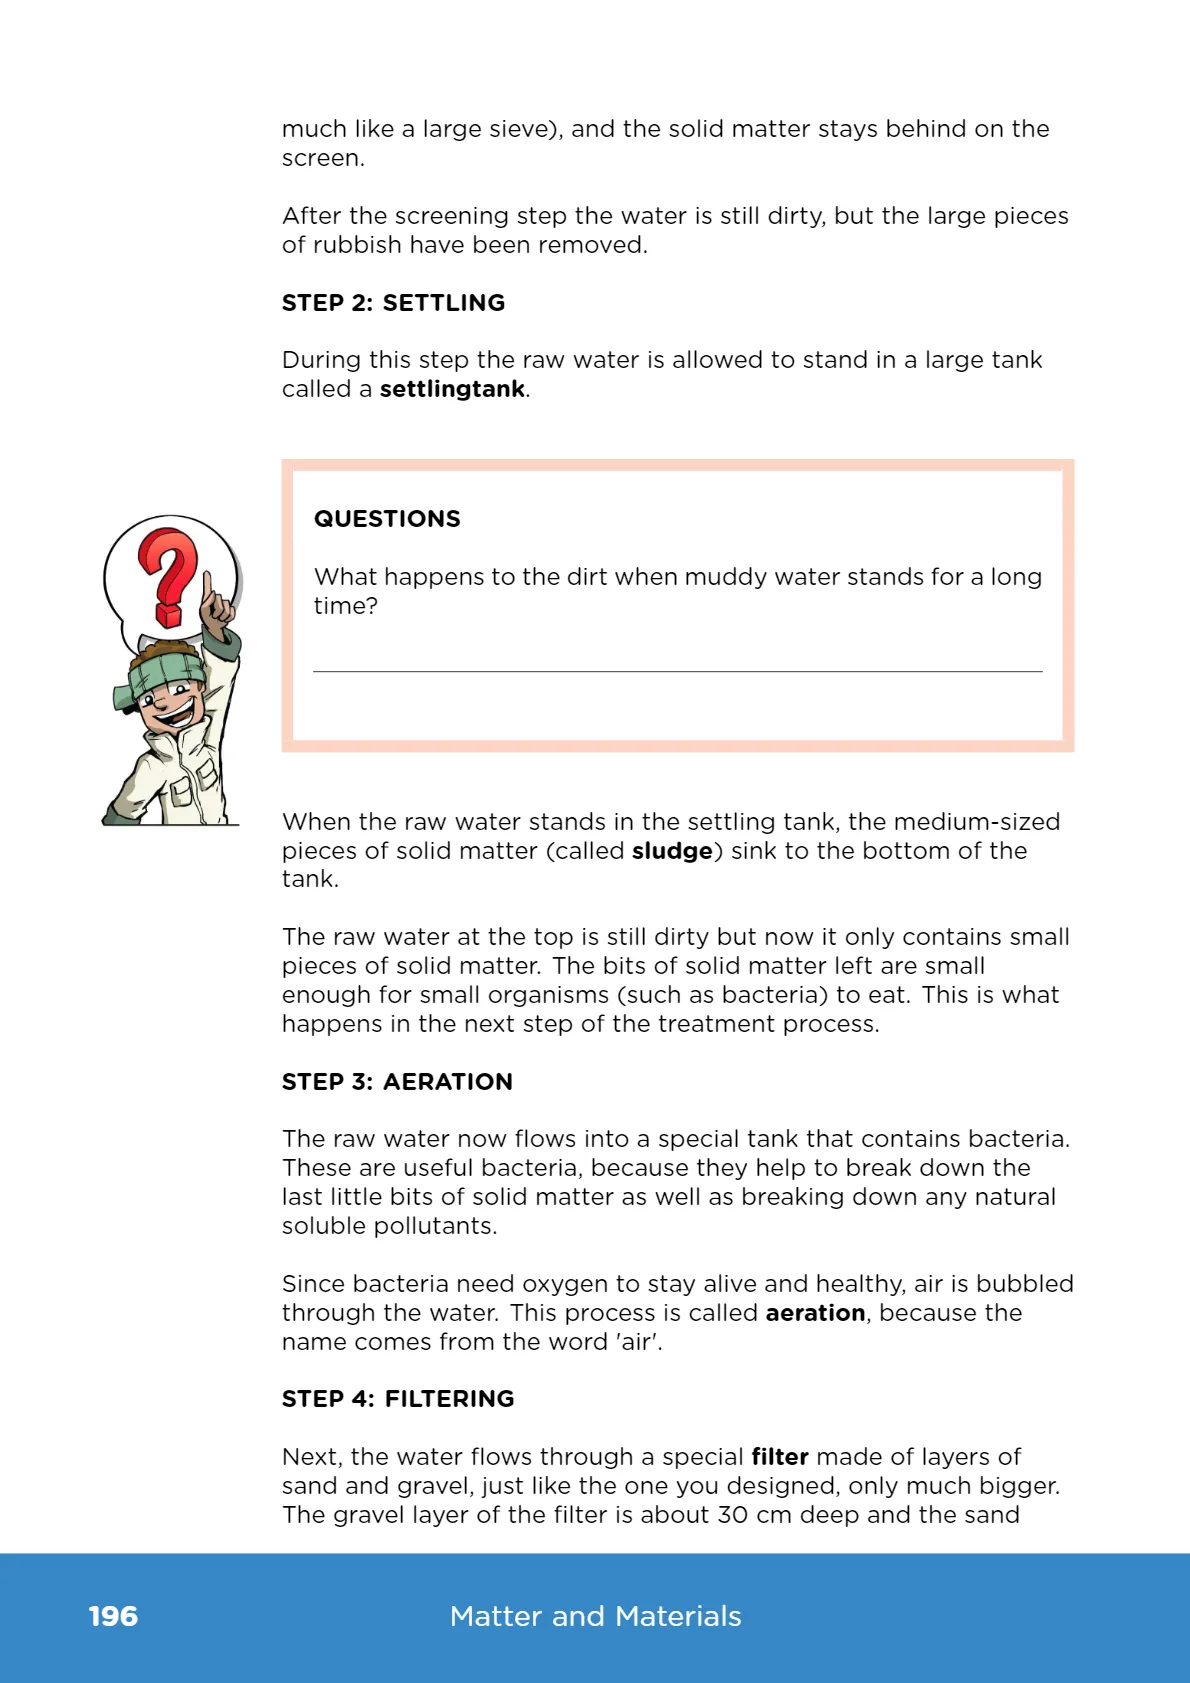 much like a large sieve), and the solid matter stays behind on the
screen.
After the screening step the water is still dirty, but the large pieces
of rubbish have been removed.
STEP 2: SETTLING
During this step the raw water is allowed to stand in a large tank
called a settlingtank.
QUESTIONS
What happens to the dirt when muddy water stands for a long
time?
When the raw water stands in the settling tank, the medium-sized
pieces of solid matter (called sludge) sink to the bottom of the
tank.
The raw water at the top is still dirty but now it only contains small
pieces of solid matter. The bits of solid matter left are small
enough for small organisms (such as bacteria) to eat. This is what
happens in the next step of the treatment process.
STEP 3: AERATION
The raw water now flows into a special tank that contains bacteria.
These are useful bacteria, because they help to break down the
last little bits of solid matter as well as breaking down any natural
soluble pollutants.
Since bacteria need oxygen to stay alive and healthy, air is bubbled
through the water. This process is called aeration, because the
name comes from the word 'air'.
STEP 4: FILTERING
Next, the water flows through a special filter made of layers of
sand and gravel, just like the one you designed, only much bigger.
The gravel layer of the filter is about 30 cm deep and the sand
196
Matter and Materials